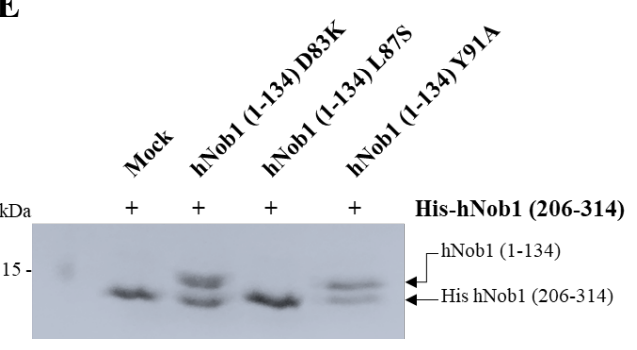 E
Mock
hNob1 (1-134) D83K
hNob1 (1-134) L87S
hNob1 (1-134) Y91A
kDa + + + + His-hNob1 (206-314)
hNob1 (1-134)
15 -
His hNob1 (206-314)